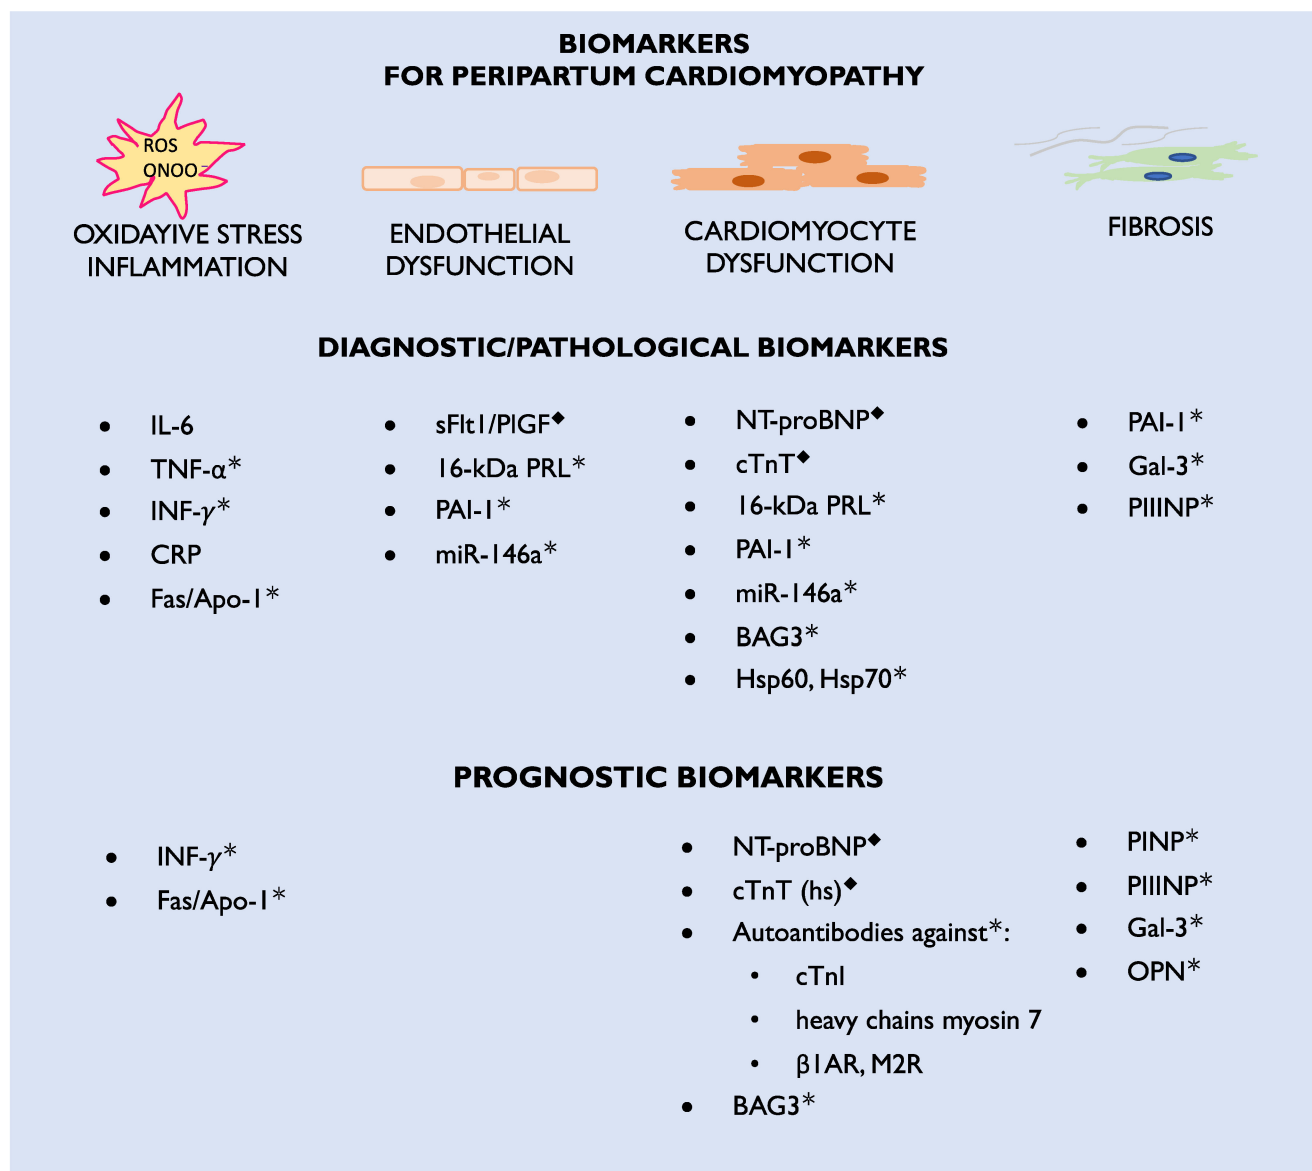 BIOMARKERS
FOR PERIPARTUM CARDIOMYOPATHY
ROS
ONOO⁻
OXIDAYIVE STRESS
INFLAMMATION
ENDOTHELIAL
DYSFUNCTION
CARDIOMYOCYTE
DYSFUNCTION
FIBROSIS
DIAGNOSTIC/PATHOLOGICAL BIOMARKERS
• IL-6
• TNF-α*
• INF-γ*
• CRP
• Fas/Apo-1*
• sFlt1/PlGF◆
• 16-kDa PRL*
• PAI-1*
• miR-146a*
• NT-proBNP◆
• cTnT◆
• 16-kDa PRL*
• PAI-1*
• miR-146a*
• BAG3*
• Hsp60, Hsp70*
• PAI-1*
• Gal-3*
• PIIINP*
PROGNOSTIC BIOMARKERS
• INF-γ*
• Fas/Apo-1*
• NT-proBNP◆
• cTnT (hs)◆
• Autoantibodies against*:
• cTnI
• heavy chains myosin 7
• β1AR, M2R
• BAG3*
• PINP*
• PIIINP*
• Gal-3*
• OPN*